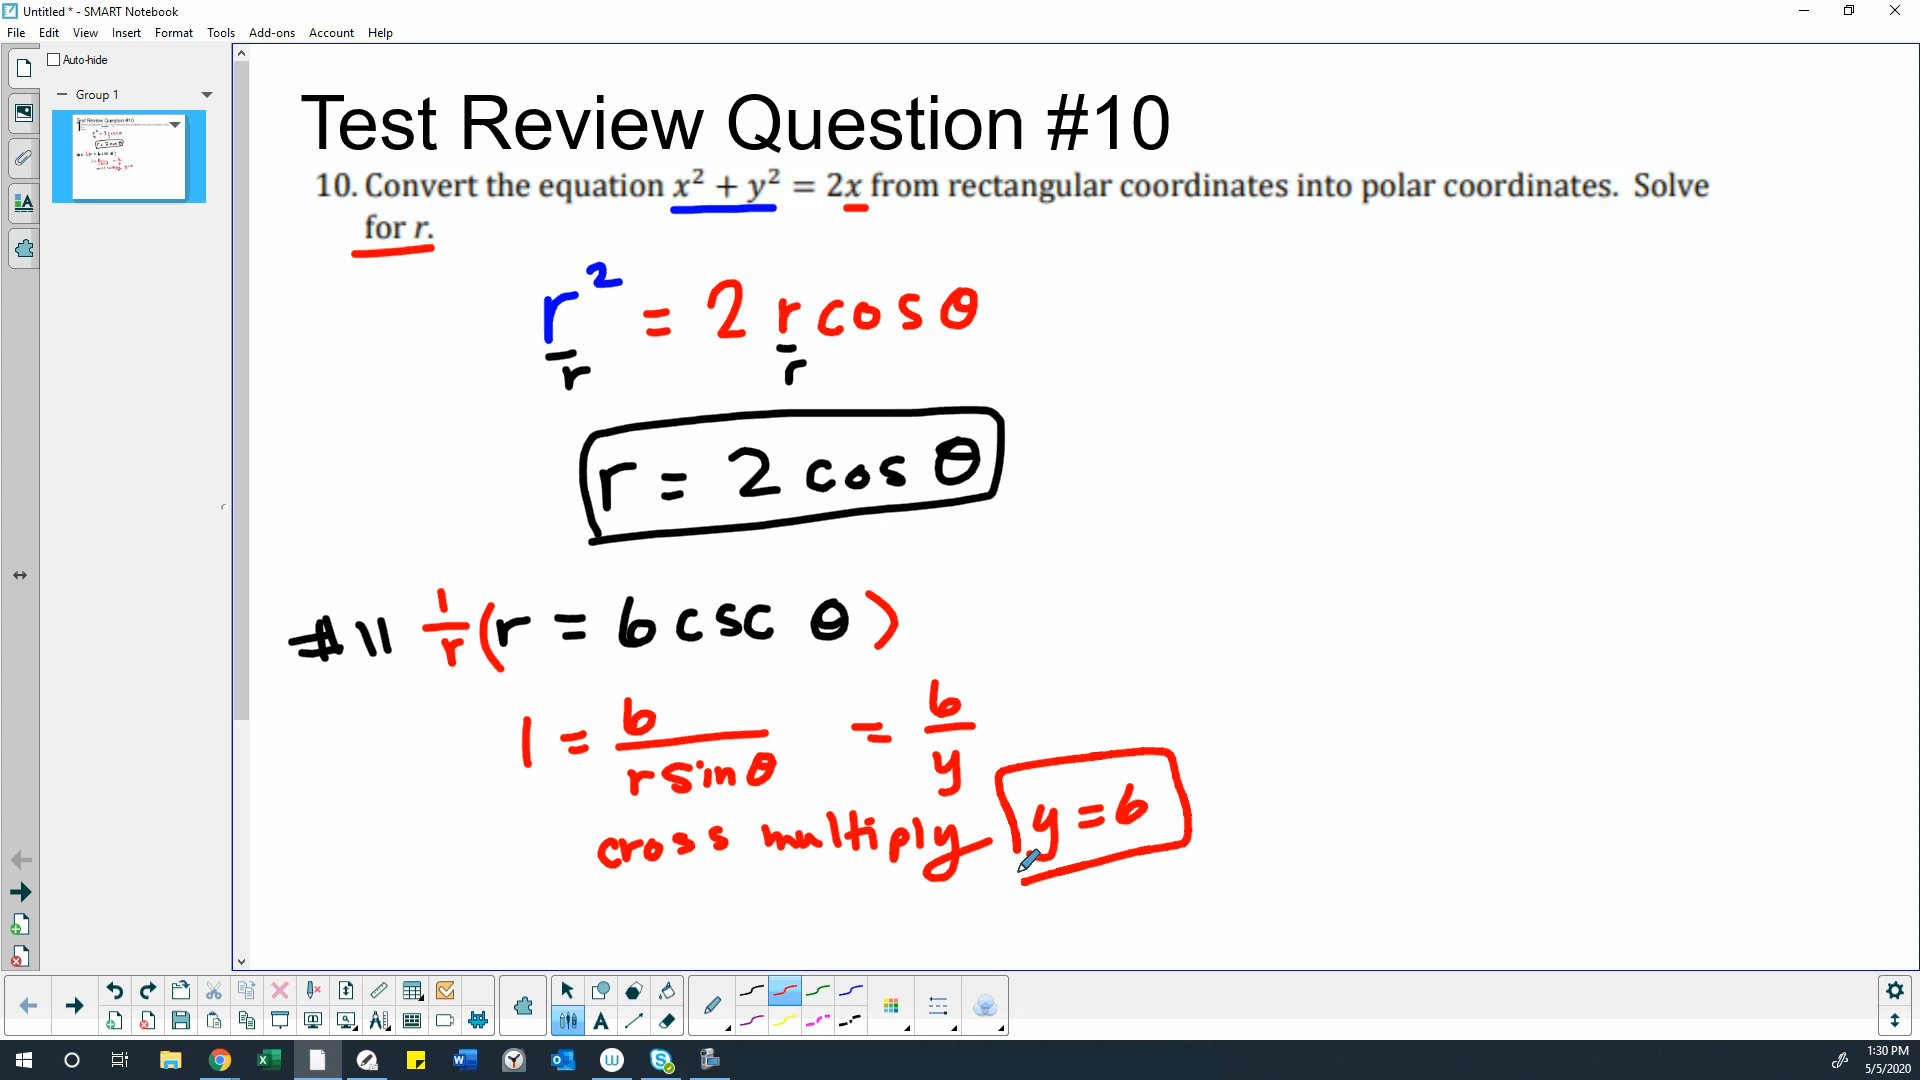 Untitled * - SMART Notebook
File Edit View Insert Format Tools Add-ons Account Help
Auto-hide
Group 1
Test Review Question #10
10. Convert the equation x² + y² = 2x from rectangular coordinates into polar coordinates. Solve
for r.
r² = 2 r cos θ
r r
r = 2 cos θ
#11 1/r (r = 6 csc θ)
1 = 6/(r sin θ) = 6/y
cross multiply y = 6
1:30 PM
5/5/2020